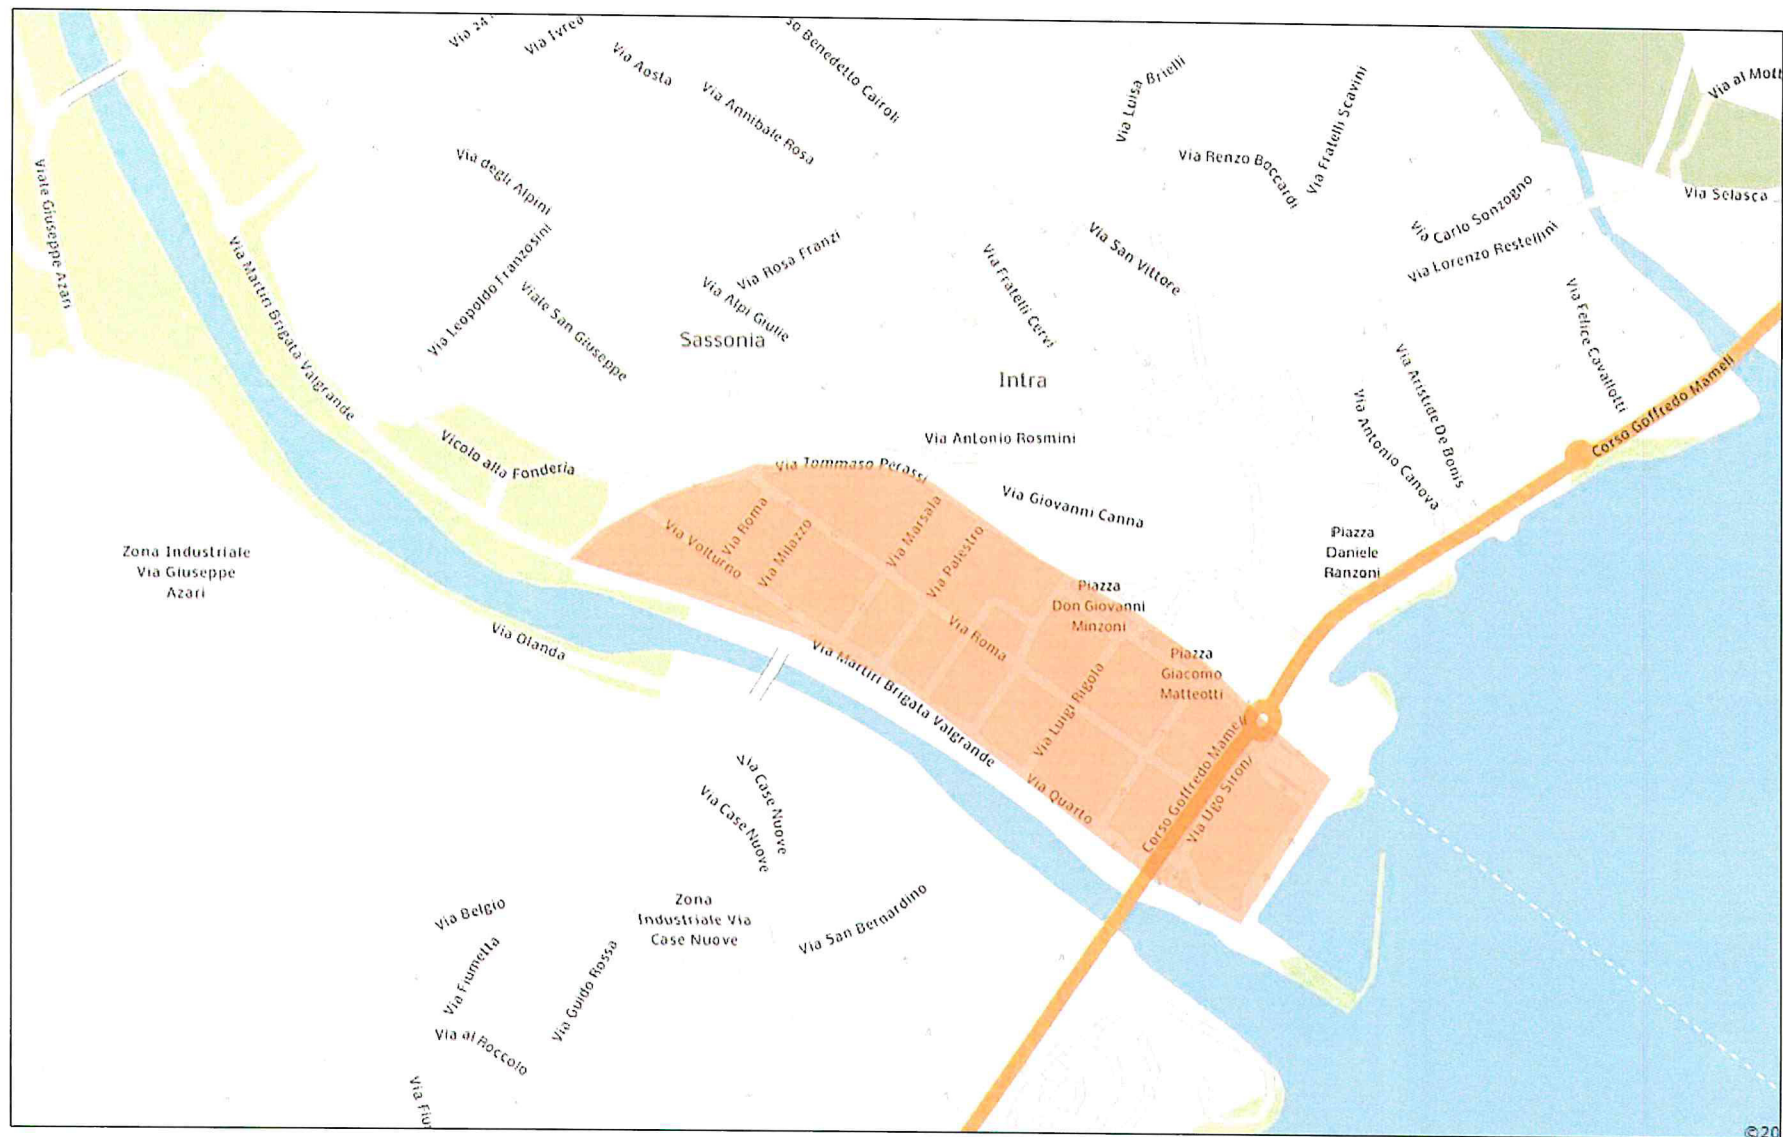 Via 24
Via Ivrea
Via Aosta
Benedetto Cairoli
Via Annibale Rosa
Via Luisa Brielli
Via Fratelli Scavini
Via al Mott
Via Renzo Boccardi
Via degli Alpini
Viale Giuseppe Azari
Via Selasca
Via Carlo Sonzogno
Via Lorenzo Restellini
Via Martiri Brigata Valgrande
Via Leopoldo Franzosini
Via Rosa Franzi
Via Alpi Giulie
Viale San Giuseppe
Via Fratelli Cervi
Via San Vittore
Via Felice Cavallotti
Sassonia
Intra
Via Aristide De Bonis
Via Antonio Canova
Corso Goffredo Mameli
Via Antonio Rosmini
Vicolo alla Fonderia
Via Tommaso Perassi
Via Giovanni Canna
Via Roma
Via Volturno
Via Milazzo
Via Marsala
Via Palestro
Piazza
Daniele
Ranzoni
Zona Industriale
Via Giuseppe
Azari
Piazza
Don Giovanni
Minzoni
Via Olanda
Via Roma
Piazza
Giacomo
Matteotti
Via Martiri Brigata Valgrande
Via Luigi Rigola
Corso Goffredo Mameli
Via Ugo Sironi
Via Quarto
Via Case Nuove
Via Case Nuove
Zona
Industriale Via
Case Nuove
Via San Bernardino
Via Belgio
Via Fiumetta
Via Guido Rossa
Via al Roccolo
Via Fiu
©20